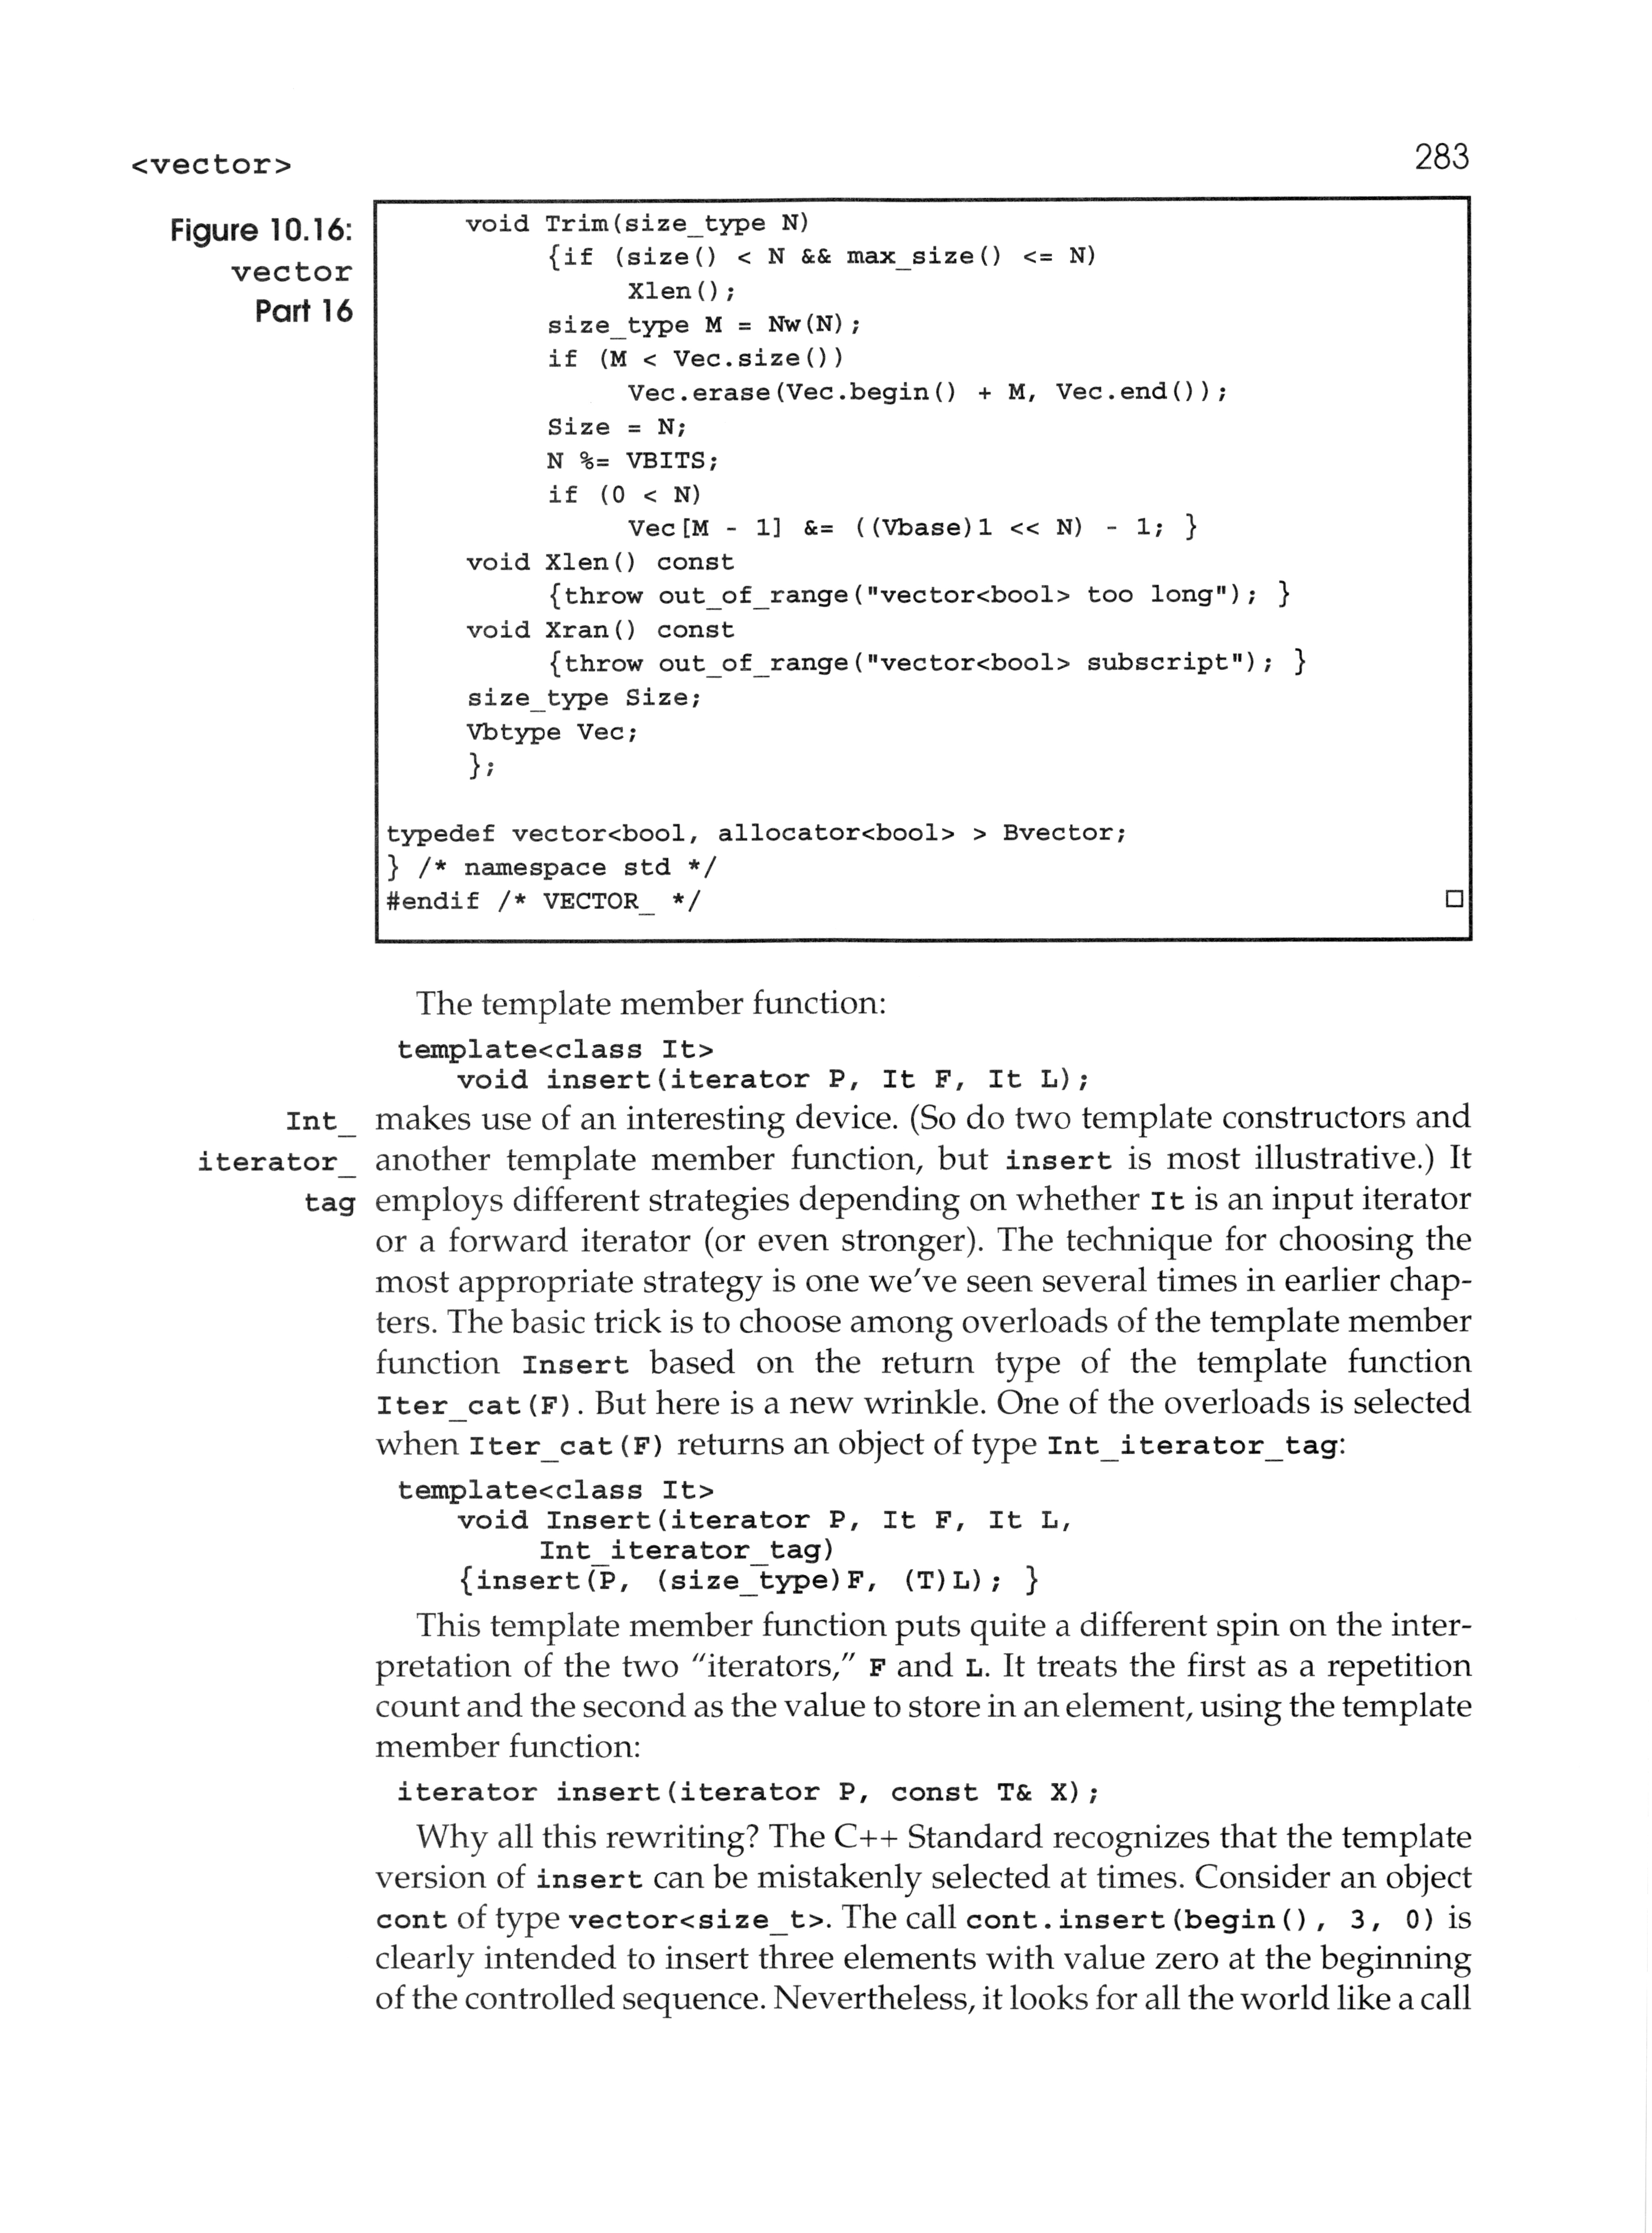 <vector>
283
Figure 10.16:
vector
Part 16
void Trim(size_type N)
{if (size() < N && max_size() <= N)
Xlen();
size_type M = Nw(N);
if (M < Vec.size())
Vec.erase(Vec.begin() + M, Vec.end());
Size = N;
N %= VBITS;
if (0 < N)
Vec[M - 1] &= ((Vbase)1 << N) - 1; }
void Xlen() const
{throw out_of_range("vector<bool> too long"); }
void Xran() const
{throw out_of_range("vector<bool> subscript"); }
size_type Size;
Vbtype Vec;
};
typedef vector<bool, allocator<bool> > Bvector;
} /* namespace std */
#endif /* VECTOR_ */
The template member function:
template<class It>
void insert(iterator P, It F, It L);
Int_
iterator_
tag
makes use of an interesting device. (So do two template constructors and
another template member function, but insert is most illustrative.) It
employs different strategies depending on whether It is an input iterator
or a forward iterator (or even stronger). The technique for choosing the
most appropriate strategy is one we've seen several times in earlier chap-
ters. The basic trick is to choose among overloads of the template member
function Insert based on the return type of the template function
Iter_cat(F). But here is a new wrinkle. One of the overloads is selected
when Iter_cat(F) returns an object of type Int_iterator_tag:
template<class It>
void Insert(iterator P, It F, It L,
Int_iterator_tag)
{insert(P, (size_type)F, (T)L); }
This template member function puts quite a different spin on the inter-
pretation of the two "iterators," F and L. It treats the first as a repetition
count and the second as the value to store in an element, using the template
member function:
iterator insert(iterator P, const T& X);
Why all this rewriting? The C++ Standard recognizes that the template
version of insert can be mistakenly selected at times. Consider an object
cont of type vector<size_t>. The call cont.insert(begin(), 3, 0) is
clearly intended to insert three elements with value zero at the beginning
of the controlled sequence. Nevertheless, it looks for all the world like a call